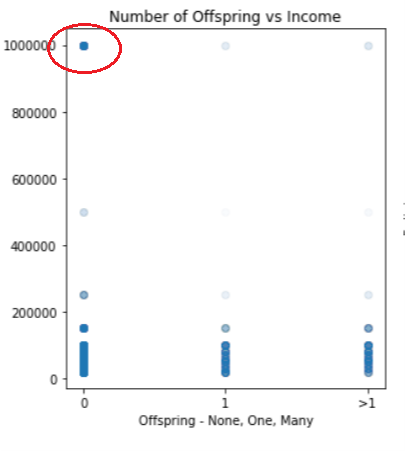 Number of Offspring vs Income
1000000
800000
600000
400000
200000
0
0 1 >1
Offspring - None, One, Many